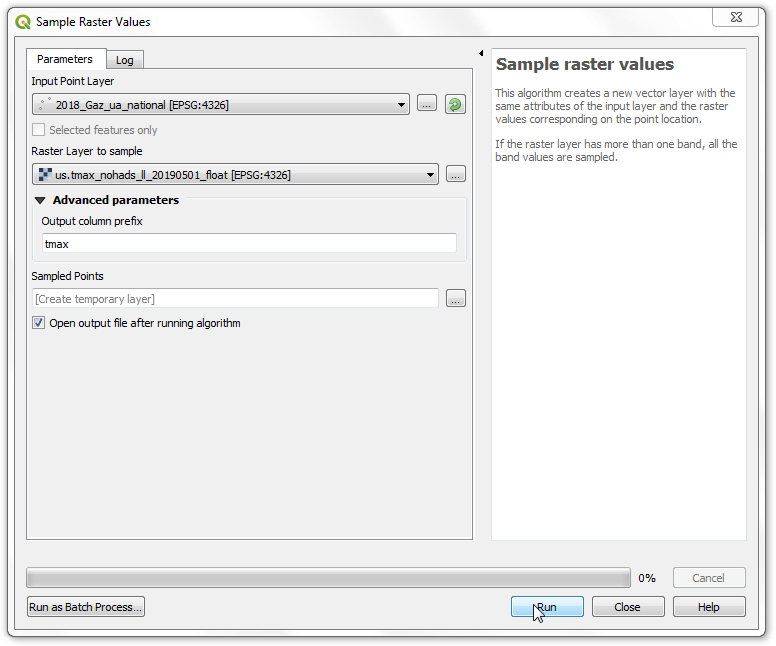 Sample Raster Values
Parameters
Log
Input Point Layer
2018_Gaz_ua_national [EPSG:4326]
...
Selected features only
Raster Layer to sample
us.tmax_nohads_ll_20190501_float [EPSG:4326]
...
Advanced parameters
Output column prefix
tmax
Sampled Points
[Create temporary layer]
...
Open output file after running algorithm
Sample raster values
This algorithm creates a new vector layer with the
same attributes of the input layer and the raster
values corresponding on the point location.
If the raster layer has more than one band, all the
band values are sampled.
0%
Cancel
Run as Batch Process...
Run
Close
Help